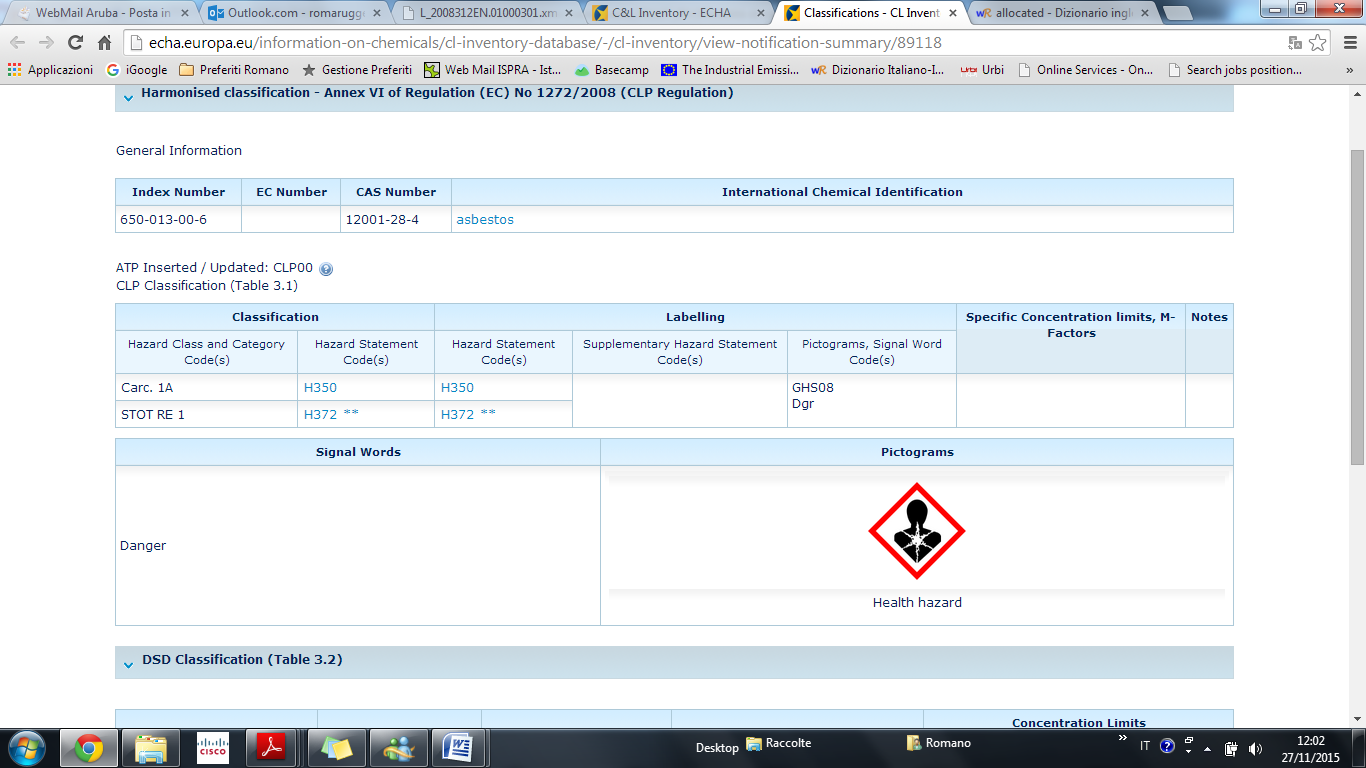 WebMail Aruba - Posta in
Outlook.com - romarugg
L_2008312EN.01000301.xm
C&L Inventory - ECHA
Classifications - CL Invent
allocated - Dizionario ingl
echa.europa.eu/information-on-chemicals/cl-inventory-database/-/cl-inventory/view-notification-summary/89118
Applicazioni
iGoogle
Preferiti Romano
Gestione Preferiti
Web Mail ISPRA - Ist...
Basecamp
The Industrial Emissi...
Dizionario Italiano-I...
Urbi
Online Services - On...
Search jobs position...
»
Harmonised classification - Annex VI of Regulation (EC) No 1272/2008 (CLP Regulation)
General Information
Index Number EC Number CAS Number International Chemical Identification
650-013-00-6 12001-28-4 asbestos
ATP Inserted / Updated: CLP00
CLP Classification (Table 3.1)
Classification Labelling Specific Concentration limits, M-Factors Notes
Hazard Class and Category Code(s) Hazard Statement Code(s) Hazard Statement Code(s) Supplementary Hazard Statement Code(s) Pictograms, Signal Word Code(s)
Carc. 1A H350 H350 GHS08
Dgr
STOT RE 1 H372 ** H372 **
Signal Words Pictograms
Danger
Health hazard
DSD Classification (Table 3.2)
Concentration Limits
CISCO
Desktop
Raccolte
Romano
»
IT
12:02
27/11/2015